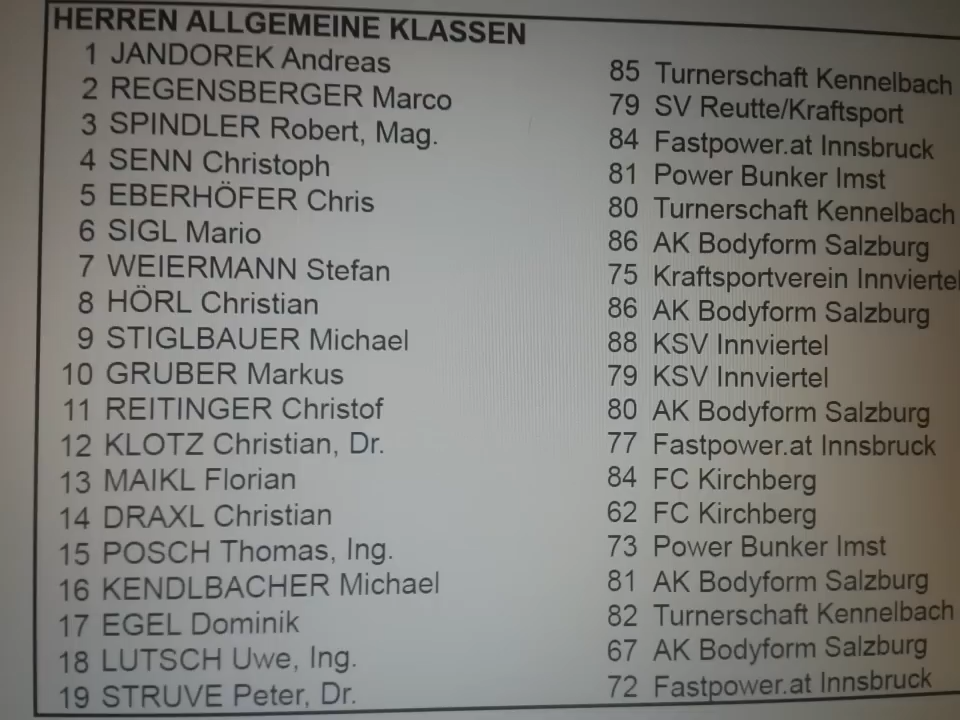 HERREN ALLGEMEINE KLASSEN
1 JANDOREK Andreas 85 Turnerschaft Kennelbach
2 REGENSBERGER Marco 79 SV Reutte/Kraftsport
3 SPINDLER Robert, Mag. 84 Fastpower.at Innsbruck
4 SENN Christoph 81 Power Bunker Imst
5 EBERHÖFER Chris 80 Turnerschaft Kennelbach
6 SIGL Mario 86 AK Bodyform Salzburg
7 WEIERMANN Stefan 75 Kraftsportverein Innviertel
8 HÖRL Christian 86 AK Bodyform Salzburg
9 STIGLBAUER Michael 88 KSV Innviertel
10 GRUBER Markus 79 KSV Innviertel
11 REITINGER Christof 80 AK Bodyform Salzburg
12 KLOTZ Christian, Dr. 77 Fastpower.at Innsbruck
13 MAIKL Florian 84 FC Kirchberg
14 DRAXL Christian 62 FC Kirchberg
15 POSCH Thomas, Ing. 73 Power Bunker Imst
16 KENDLBACHER Michael 81 AK Bodyform Salzburg
17 EGEL Dominik 82 Turnerschaft Kennelbach
18 LUTSCH Uwe, Ing. 67 AK Bodyform Salzburg
19 STRUVE Peter, Dr. 72 Fastpower.at Innsbruck